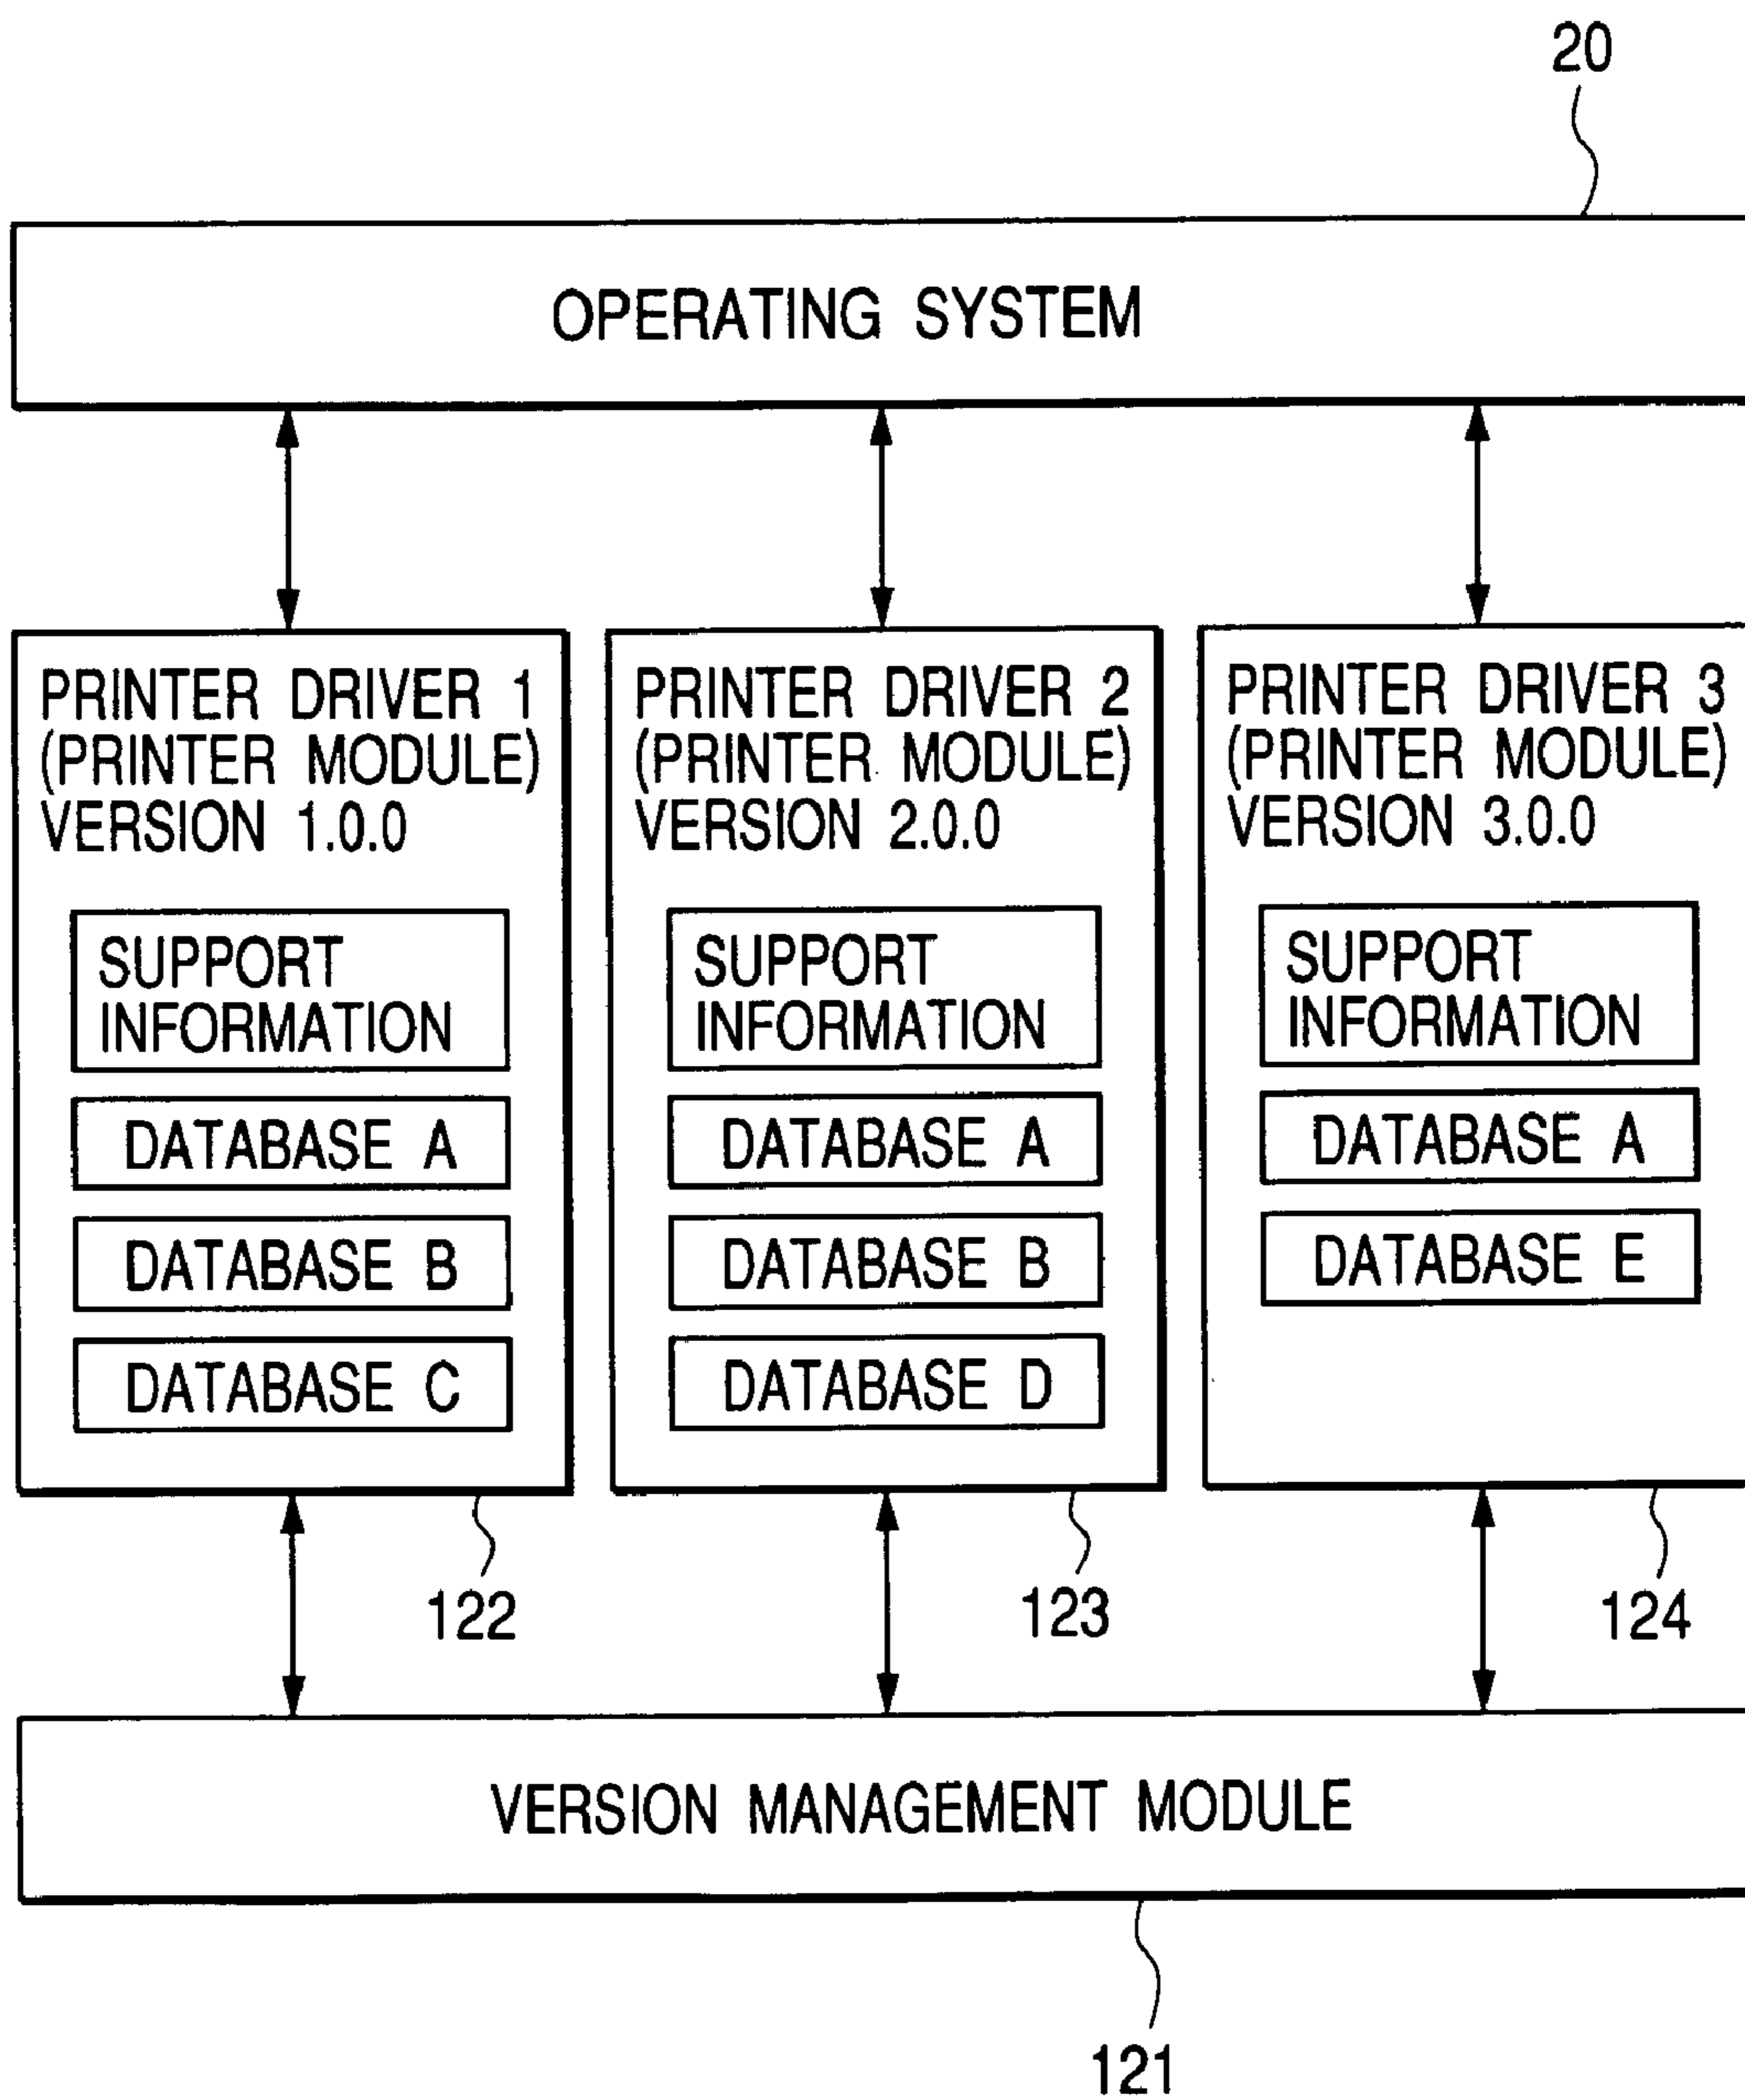 20
OPERATING SYSTEM
PRINTER DRIVER 1
(PRINTER MODULE)
VERSION 1.0.0
SUPPORT
INFORMATION
DATABASE A
DATABASE B
DATABASE C
122
PRINTER DRIVER 2
(PRINTER MODULE)
VERSION 2.0.0
SUPPORT
INFORMATION
DATABASE A
DATABASE B
DATABASE D
123
PRINTER DRIVER 3
(PRINTER MODULE)
VERSION 3.0.0
SUPPORT
INFORMATION
DATABASE A
DATABASE E
124
VERSION MANAGEMENT MODULE
121